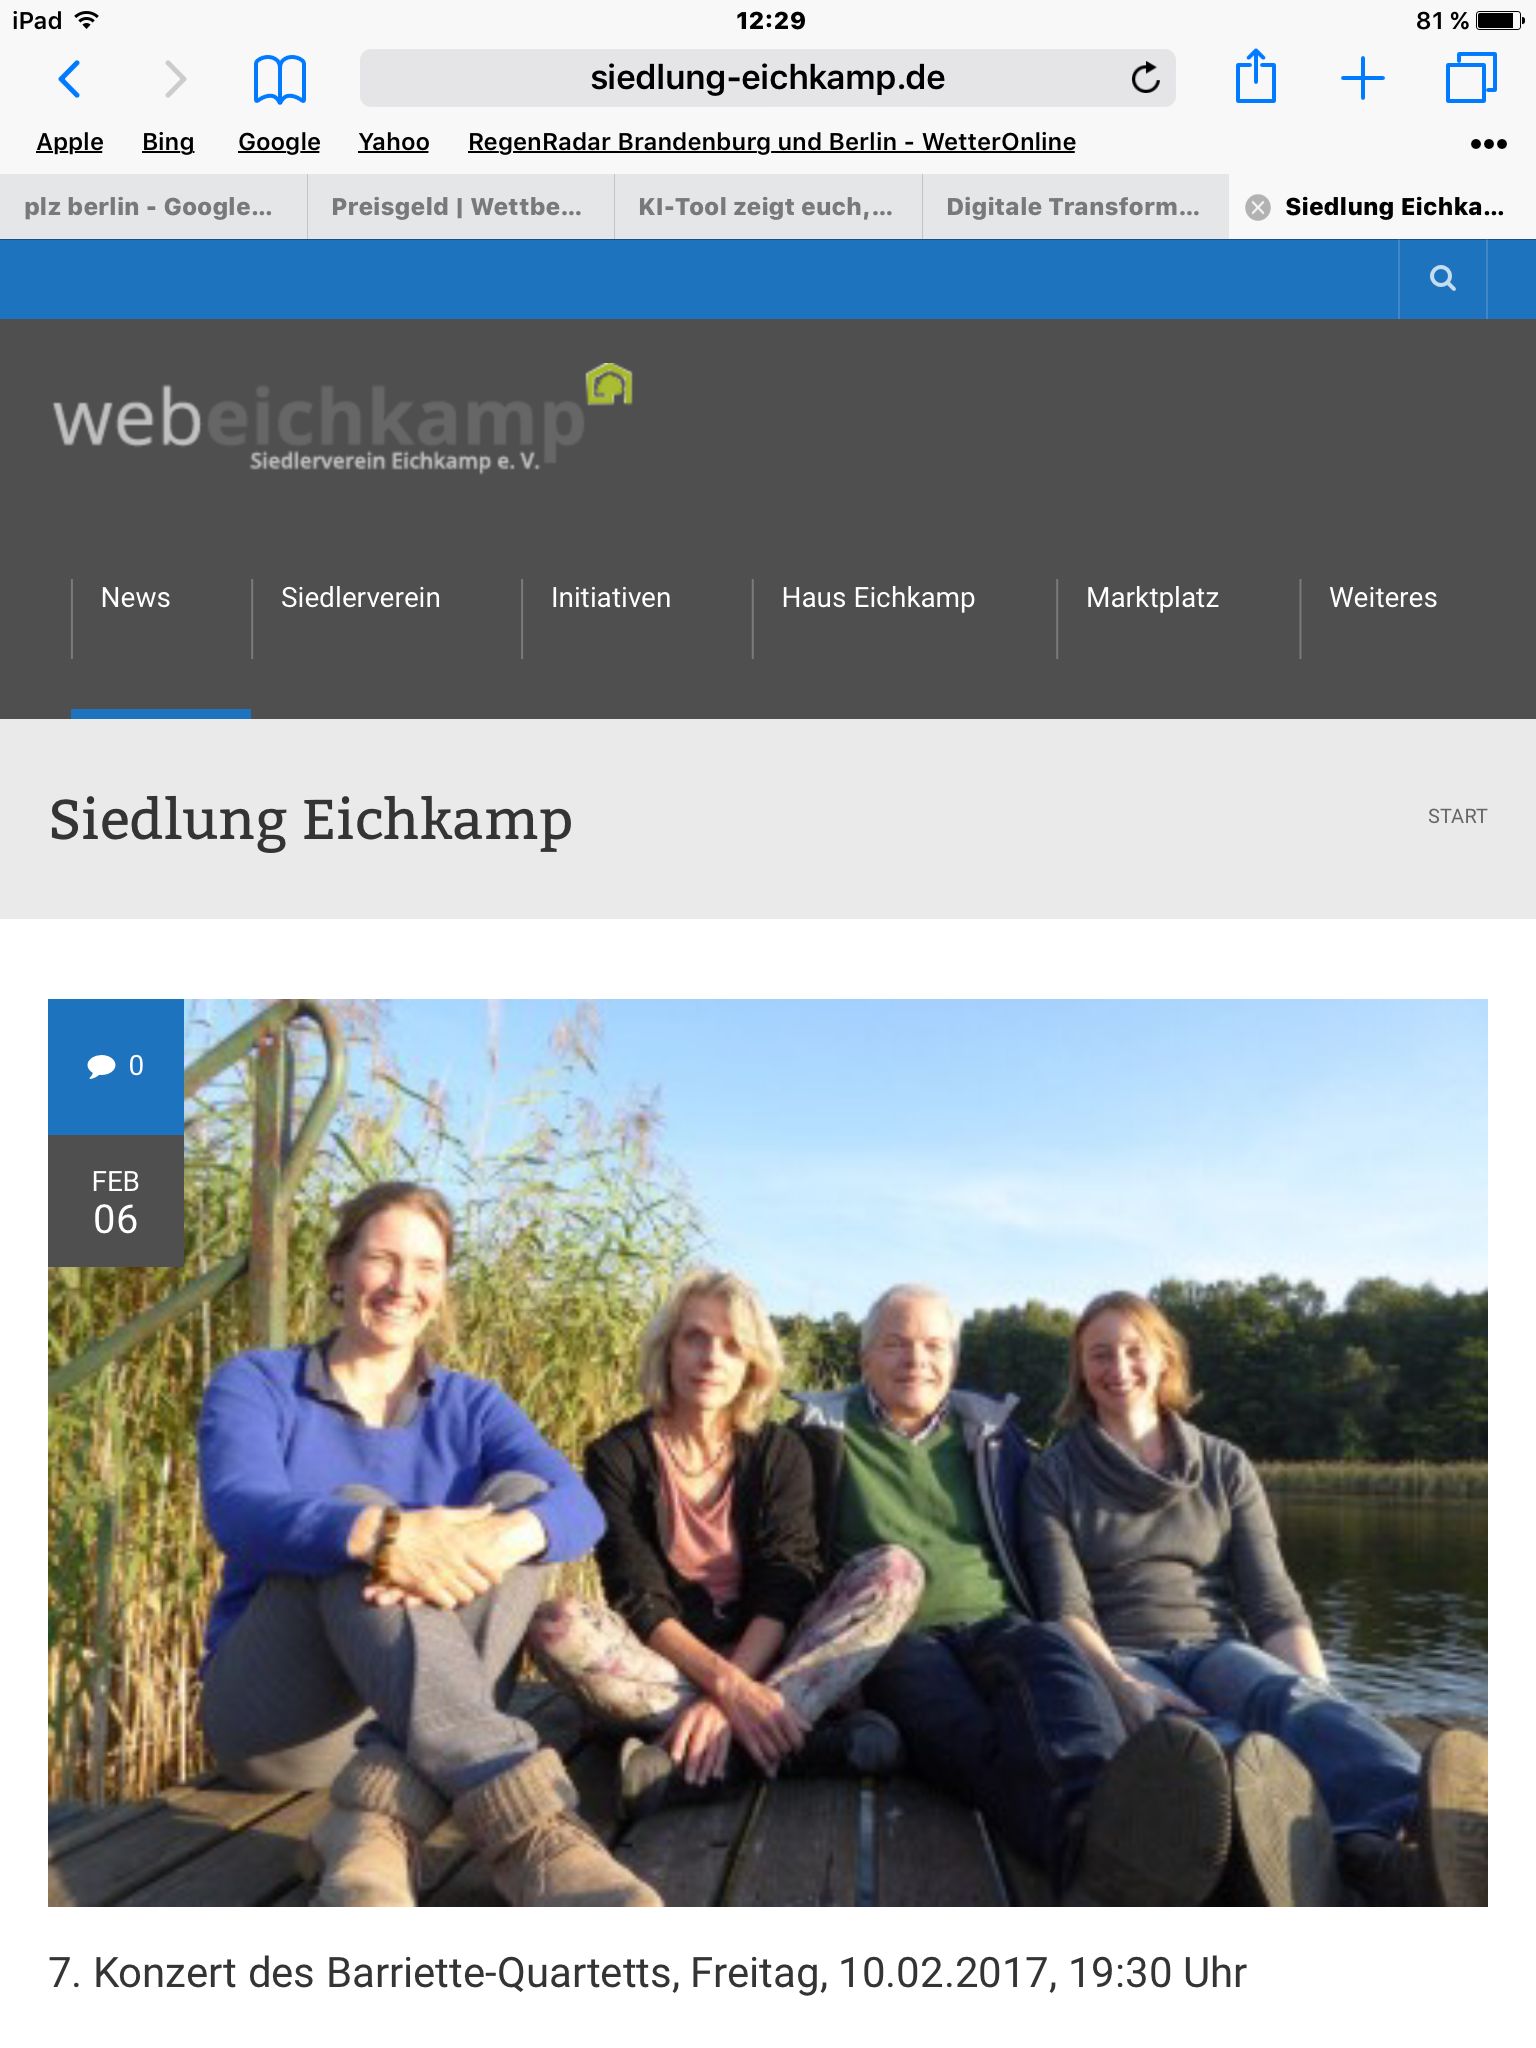 iPad
12:29
81 %
siedlung-eichkamp.de
Apple Bing Google Yahoo RegenRadar Brandenburg und Berlin - WetterOnline
plz berlin - Google... Preisgeld | Wettbe... KI-Tool zeigt euch,... Digitale Transform... Siedlung Eichka...
webeichkamp
Siedlerverein Eichkamp e. V.
News Siedlerverein Initiativen Haus Eichkamp Marktplatz Weiteres
Siedlung Eichkamp
START
0
FEB
06
7. Konzert des Barriette-Quartetts, Freitag, 10.02.2017, 19:30 Uhr